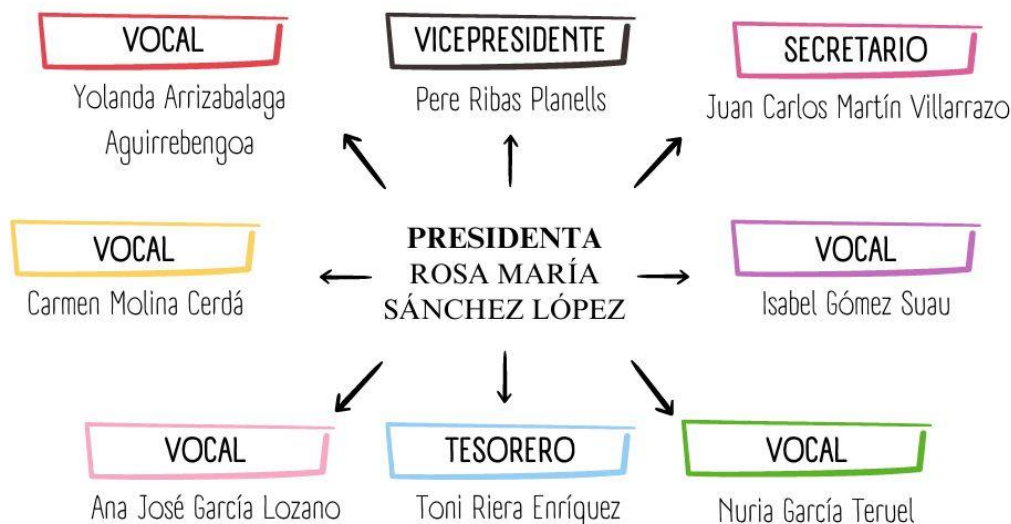 VOCAL
Yolanda Arrizabalaga
Aguirrebengoa
VICEPRESIDENTE
Pere Ribas Planells
SECRETARIO
Juan Carlos Martín Villarrazo
VOCAL
Carmen Molina Cerdá
PRESIDENTA
ROSA MARÍA
SÁNCHEZ LÓPEZ
VOCAL
Isabel Gómez Suau
VOCAL
Ana José García Lozano
TESORERO
Toni Riera Enríquez
VOCAL
Nuria García Teruel